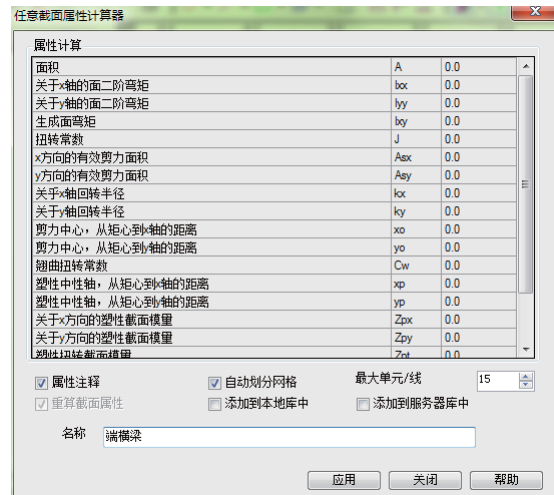 任意截面属性计算器
属性计算
面积 A 0.0
关于x轴的面二阶弯矩 Ixx 0.0
关于y轴的面二阶弯矩 Iyy 0.0
生成面弯矩 Ixy 0.0
扭转常数 J 0.0
x方向的有效剪力面积 Asx 0.0
y方向的有效剪力面积 Asy 0.0
关乎x轴回转半径 kx 0.0
关于y轴回转半径 ky 0.0
剪力中心，从矩心到x轴的距离 xo 0.0
剪力中心，从矩心到y轴的距离 yo 0.0
翘曲扭转常数 Cw 0.0
塑性中性轴，从矩心到x轴的距离 xp 0.0
塑性中性轴，从矩心到y轴的距离 yp 0.0
关于x方向的塑性截面模量 Zpx 0.0
关于y方向的塑性截面模量 Zpy 0.0
塑性扭转截面模量 Zpt 0.0
属性注释 自动划分网格 最大单元/线 15
重算截面属性 添加到本地库中 添加到服务器库中
名称 端横梁
应用 关闭 帮助